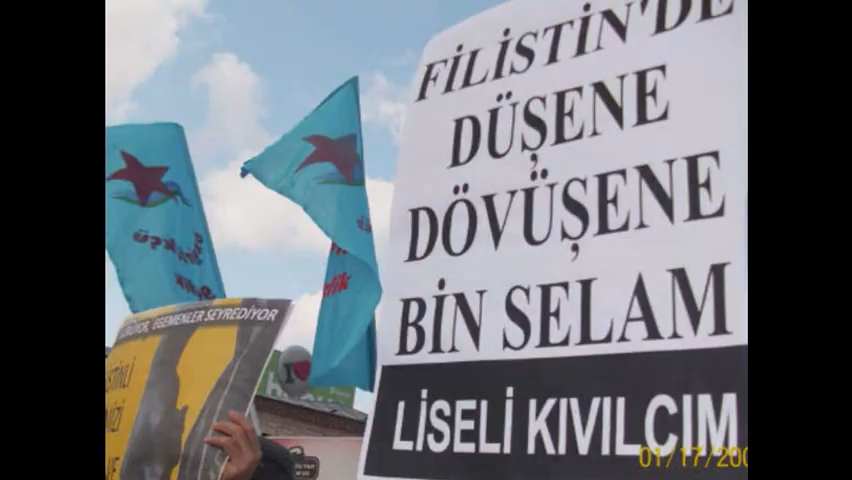 FİLİSTİN'DE
DÜŞENE
DÖVÜŞENE
BİN SELAM
LİSELİ KIVILCIM
EGEMENLER SEYREDİYOR
01/17/200